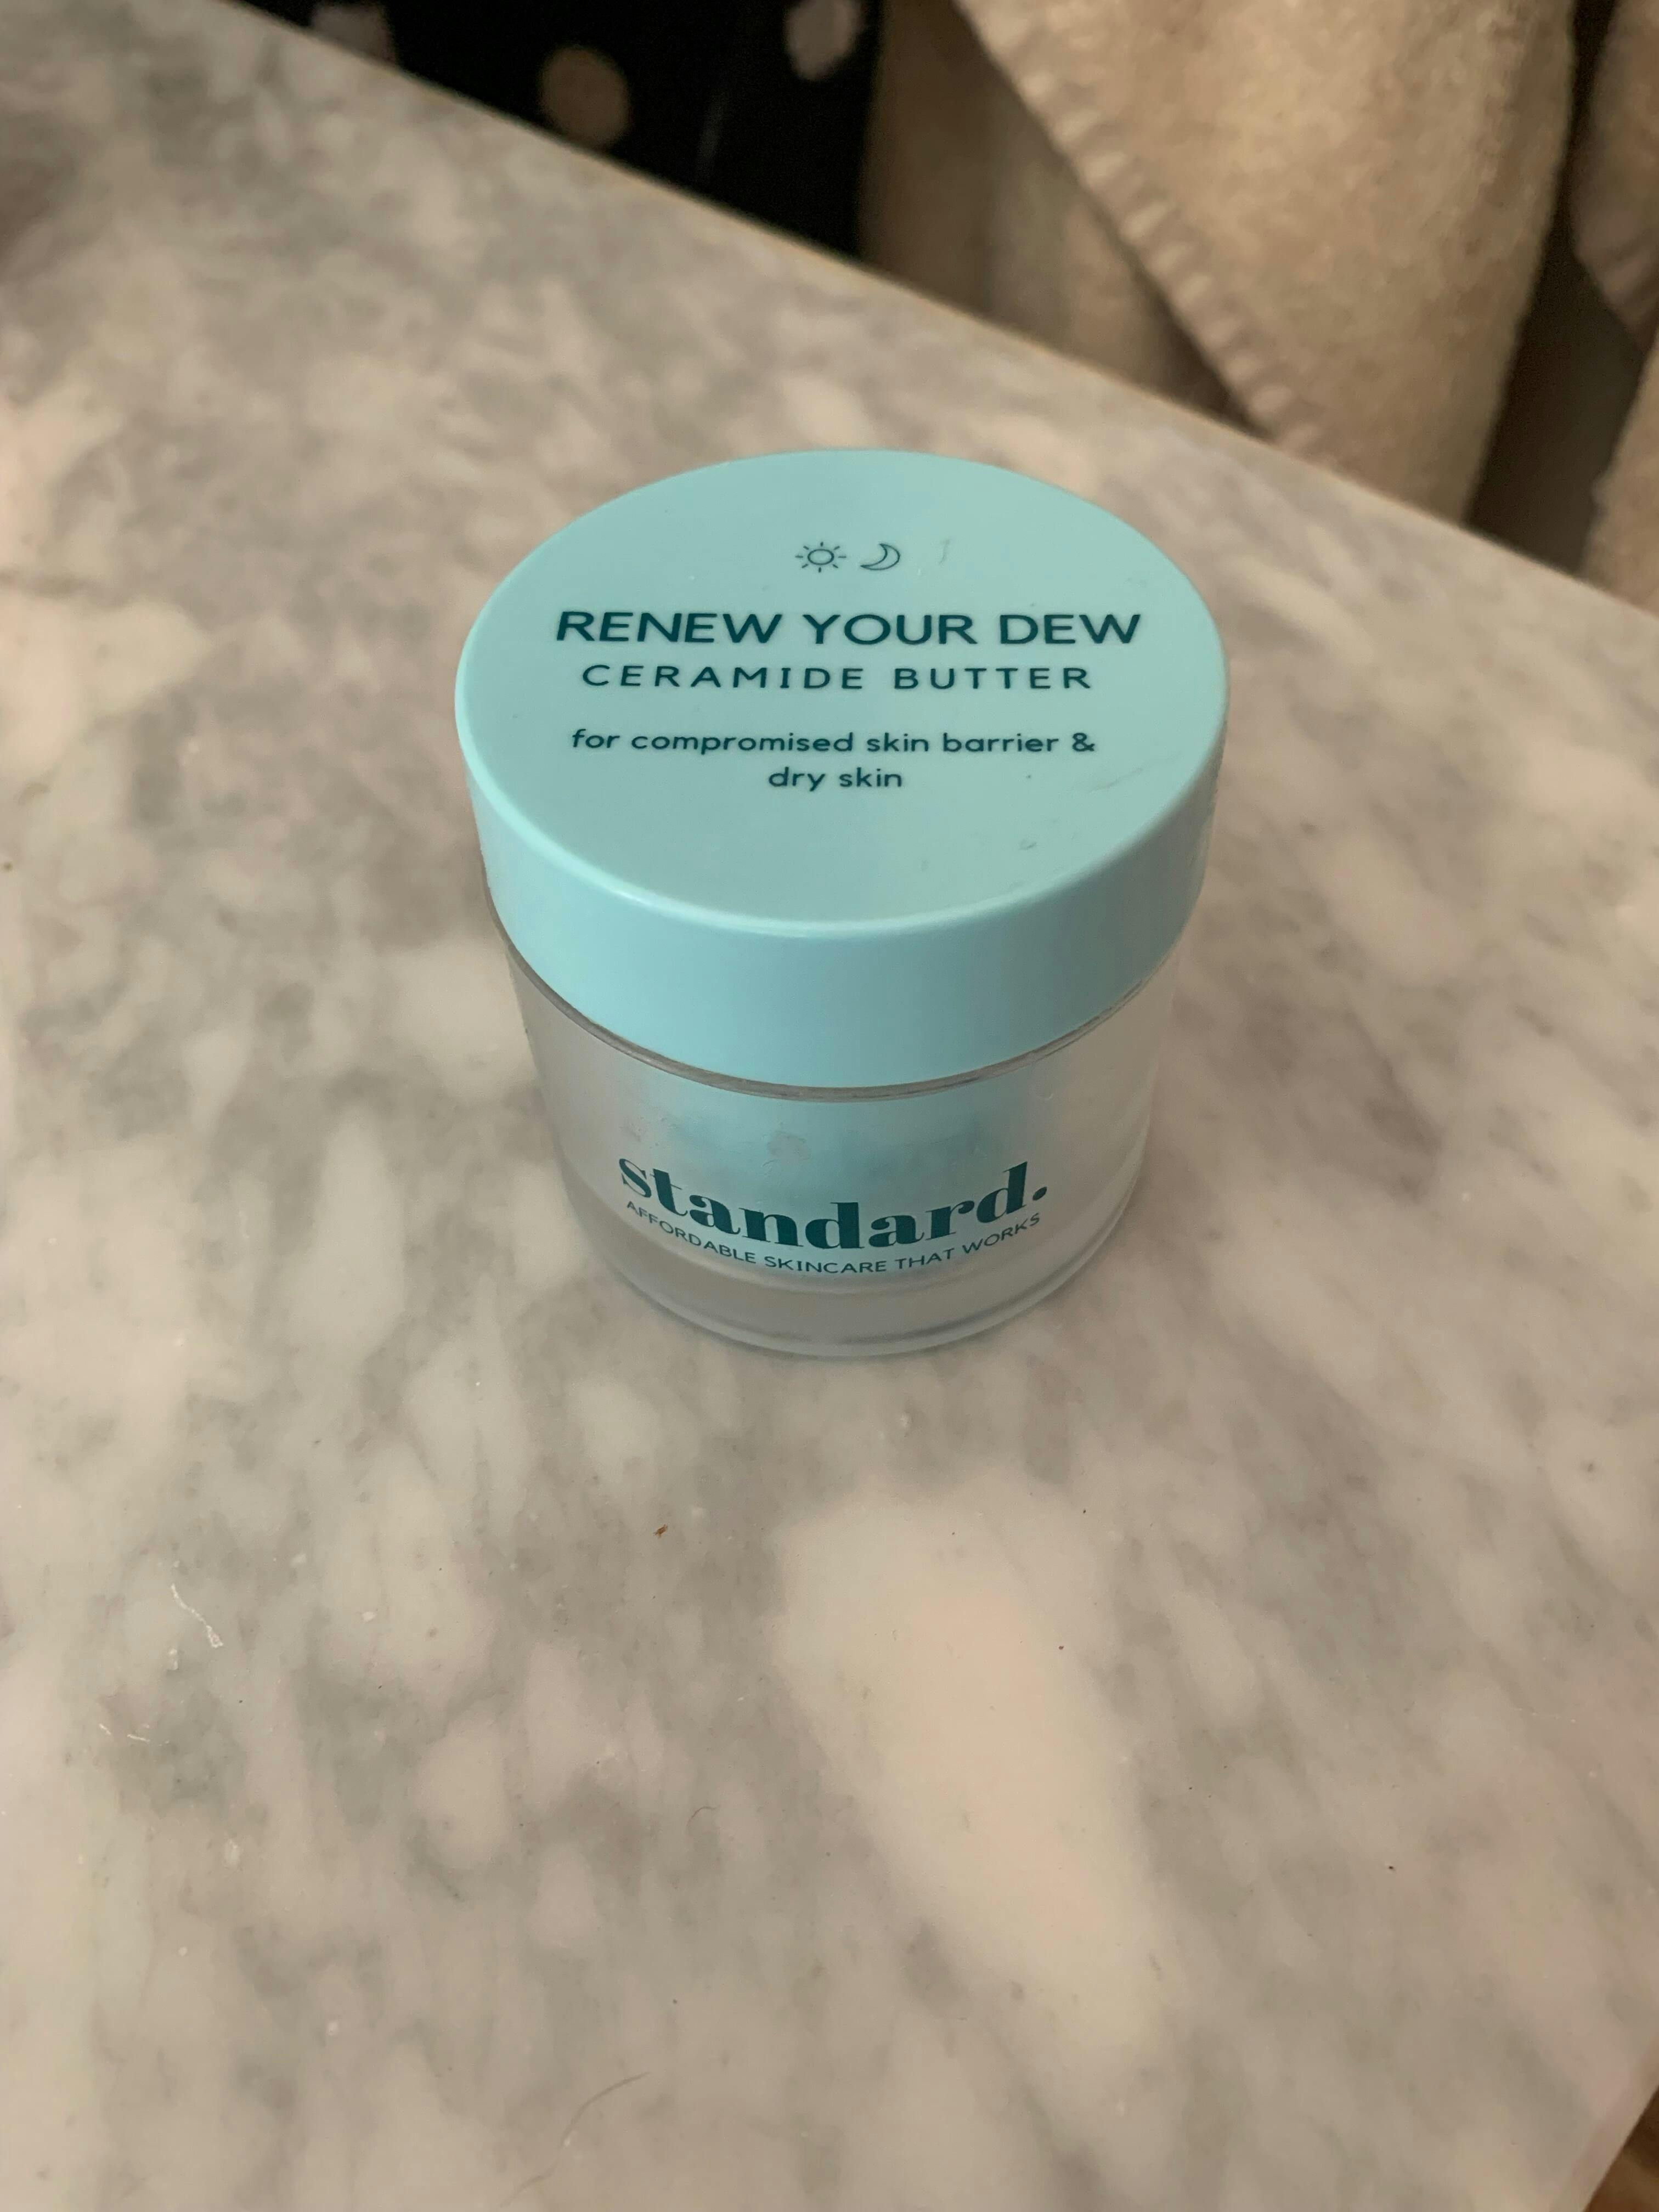 RENEW YOUR DEW
CERAMIDE BUTTER
for compromised skin barrier &
dry skin
standard.
AFFORDABLE SKINCARE THAT WORKS